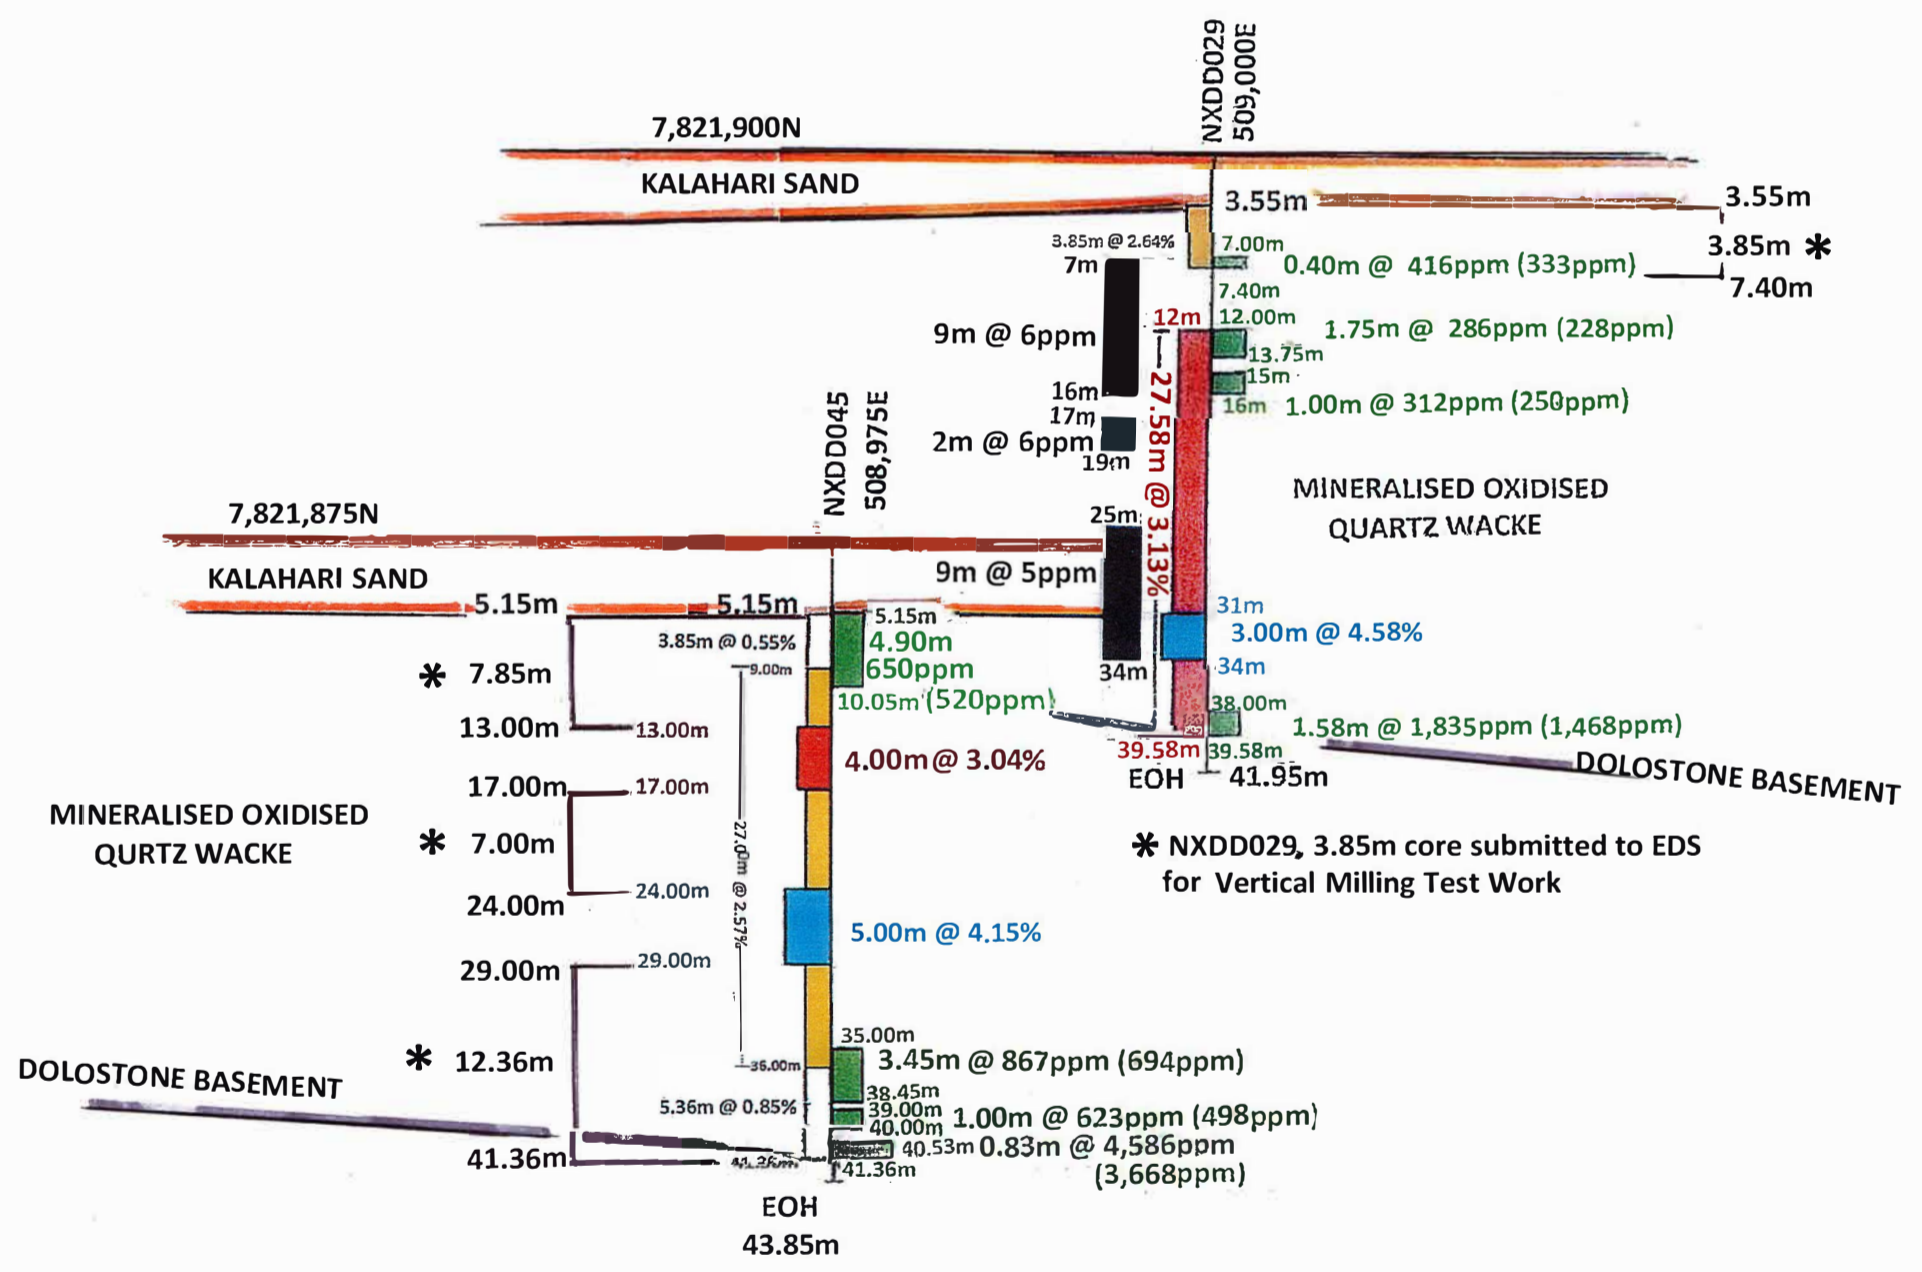 NXDD029
509,000E
7,821,900N
KALAHARI SAND
3.55m
3.55m
3.85m @ 2.64%
7.00m
3.85m *
7m
0.40m @ 416ppm (333ppm)
7.40m
7.40m
12m
12.00m
1.75m @ 286ppm (228ppm)
9m @ 6ppm
13.75m
15m
16m
16m
1.00m @ 312ppm (250ppm)
17m
2m @ 6ppm
19m
27.58m @ 3.13%
NXDD045
508,975E
MINERALISED OXIDISED
QUARTZ WACKE
7,821,875N
25m
KALAHARI SAND
9m @ 5ppm
5.15m
5.15m
5.15m
31m
3.00m @ 4.58%
34m
3.85m @ 0.55%
4.90m
650ppm
9.00m
34m
* 7.85m
10.05m (520ppm)
38.00m
13.00m
13.00m
1.58m @ 1,835ppm (1,468ppm)
39.58m
39.58m
4.00m @ 3.04%
DOLOSTONE BASEMENT
EOH
41.95m
17.00m
17.00m
MINERALISED OXIDISED
QURTZ WACKE
* 7.00m
27.00m @ 2.57%
* NXDD029, 3.85m core submitted to EDS
for Vertical Milling Test Work
24.00m
24.00m
5.00m @ 4.15%
29.00m
29.00m
35.00m
* 12.36m
36.00m
3.45m @ 867ppm (694ppm)
DOLOSTONE BASEMENT
38.45m
5.36m @ 0.85%
39.00m
1.00m @ 623ppm (498ppm)
40.00m
40.53m 0.83m @ 4,586ppm
(3,668ppm)
41.36m
41.36m
41.36m
EOH
43.85m